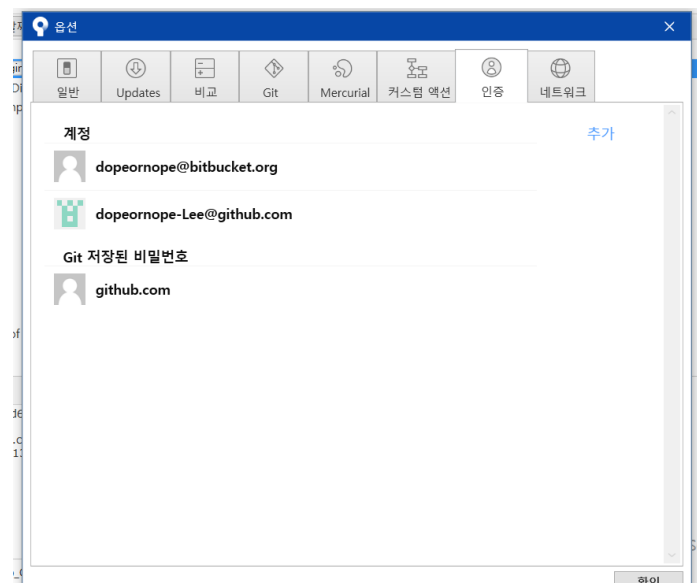 옵션
일반
Updates
비교
Git
Mercurial
커스텀 액션
인증
네트워크
계정
추가
dopeornope@bitbucket.org
dopeornope-Lee@github.com
Git 저장된 비밀번호
github.com
확인